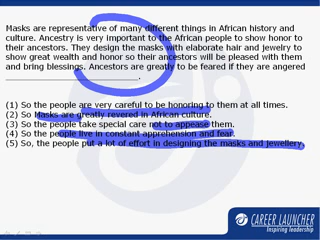 Masks are representative of many different things in African history and
culture. Ancestry is very important to the African people to show honor to
their ancestors. They design the masks with elaborate hair and jewelry to
show great wealth and honor so their ancestors will be pleased with them
and bring blessings. Ancestors are greatly to be feared if they are angered
______________________________.
(1) So the people are very careful to be honoring to them at all times.
(2) So Masks are greatly revered in African culture.
(3) So the people take special care not to appease them.
(4) So the people live in constant apprehension and fear.
(5) So, the people put a lot of effort in designing the masks and jewellery.
CAREER LAUNCHER
Inspiring leadership